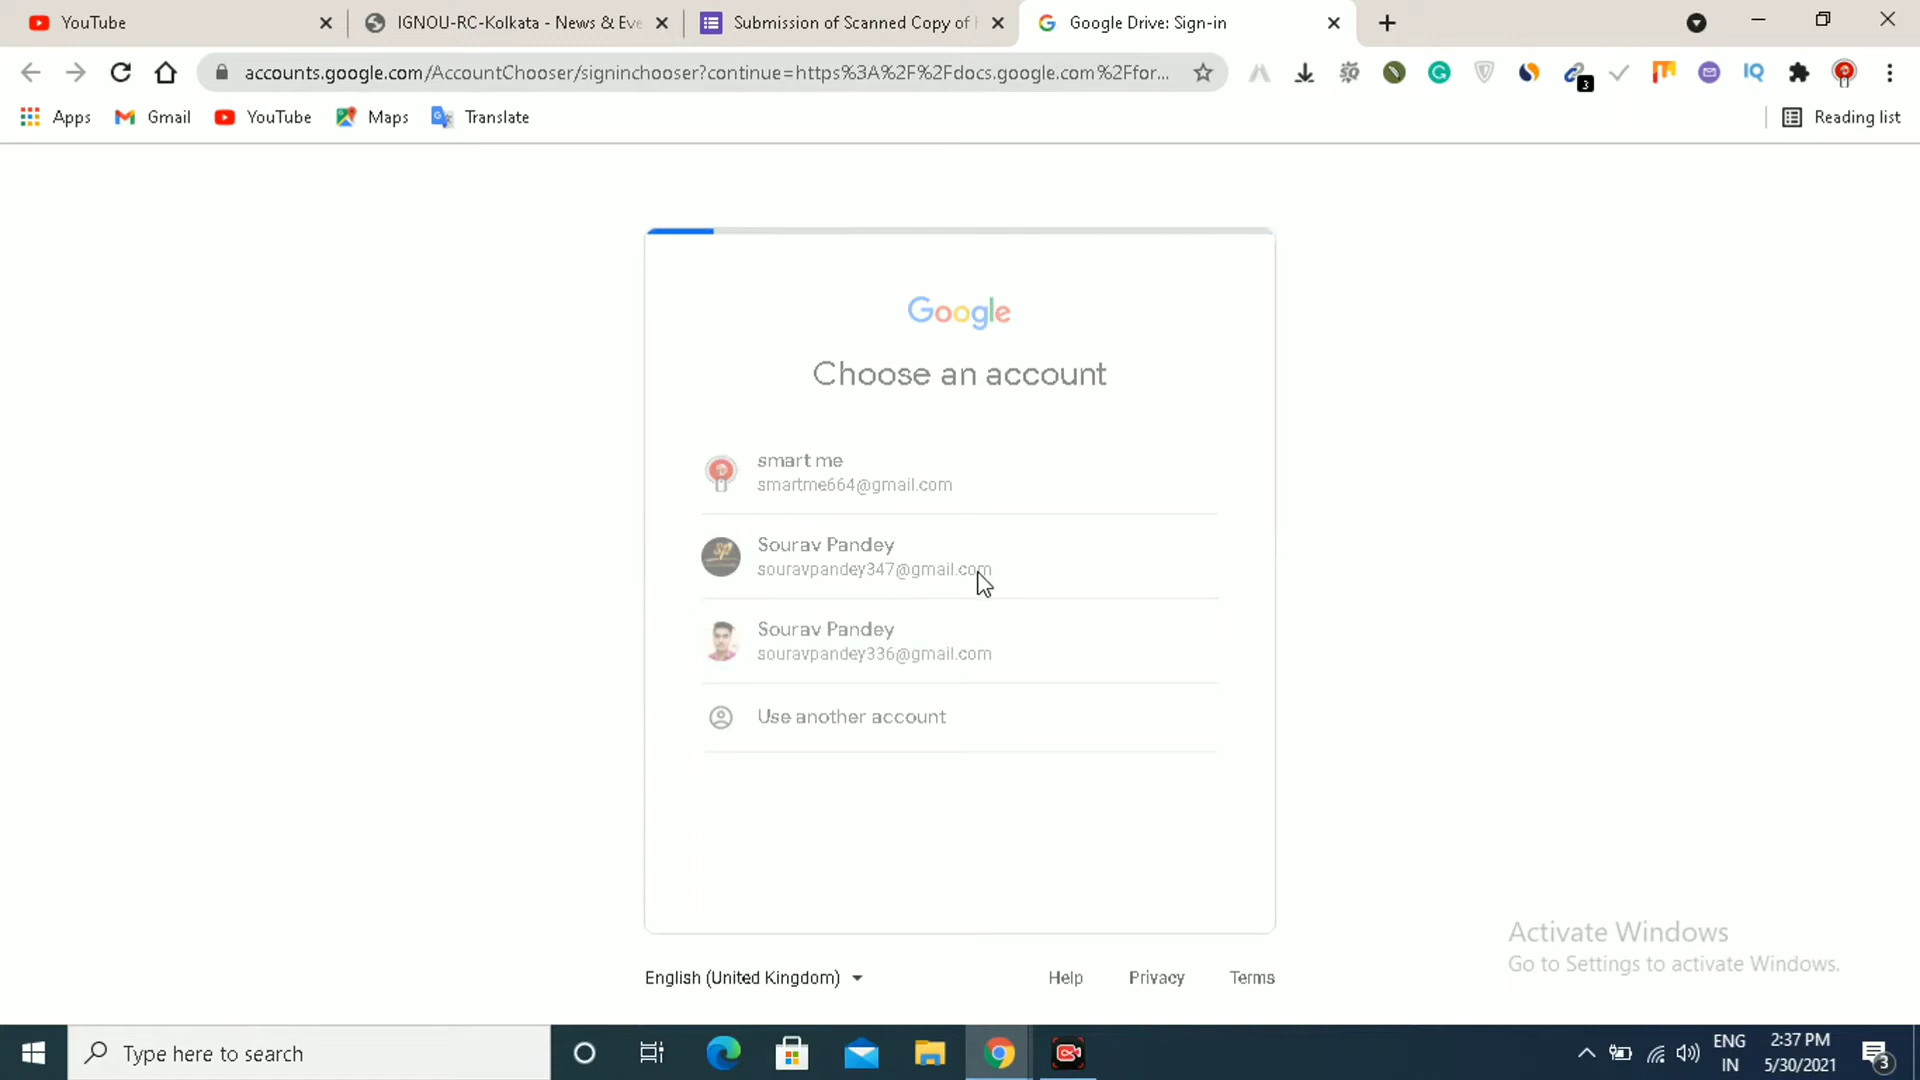 YouTube
IGNOU-RC-Kolkata - News & Eve
Submission of Scanned Copy of
Google Drive: Sign-in
accounts.google.com/AccountChooser/signinchooser?continue=https%3A%2F%2Fdocs.google.com%2Ffor...
3
IQ
Apps
Gmail
YouTube
Maps
Translate
Reading list
Google
Choose an account
smart me
smartme664@gmail.com
Sourav Pandey
souravpandey347@gmail.com
Sourav Pandey
souravpandey336@gmail.com
Use another account
Activate Windows
Go to Settings to activate Windows.
English (United Kingdom)
Help
Privacy
Terms
Type here to search
ENG
IN
2:37 PM
5/30/2021
3